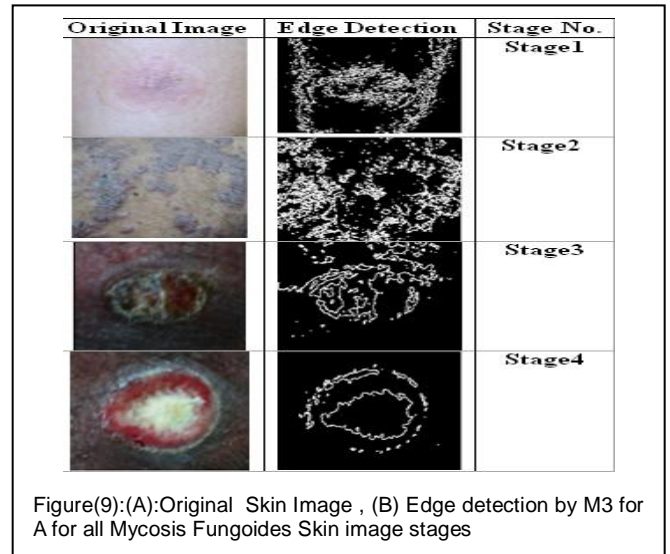 Original Image Edge Detection Stage No.
Stage1
Stage2
Stage3
Stage4
Figure(9):(A):Original Skin Image , (B) Edge detection by M3 for
A for all Mycosis Fungoides Skin image stages